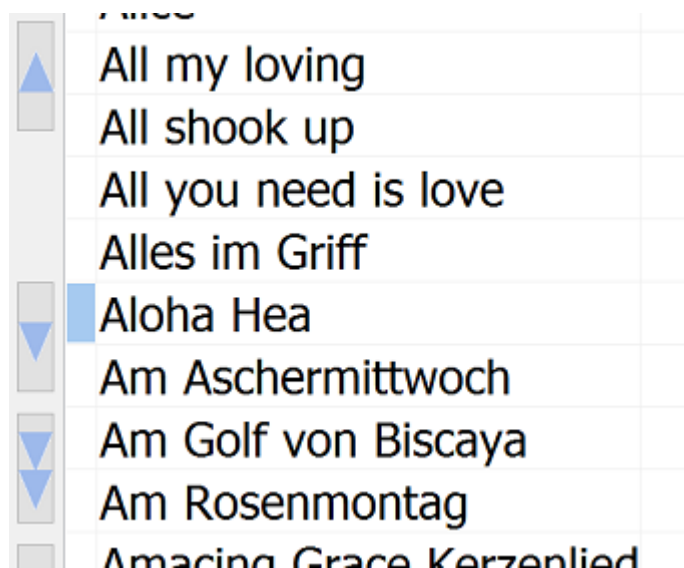 Alice
All my loving
All shook up
All you need is love
Alles im Griff
Aloha Hea
Am Aschermittwoch
Am Golf von Biscaya
Am Rosenmontag
Amacing Grace Kerzenlied